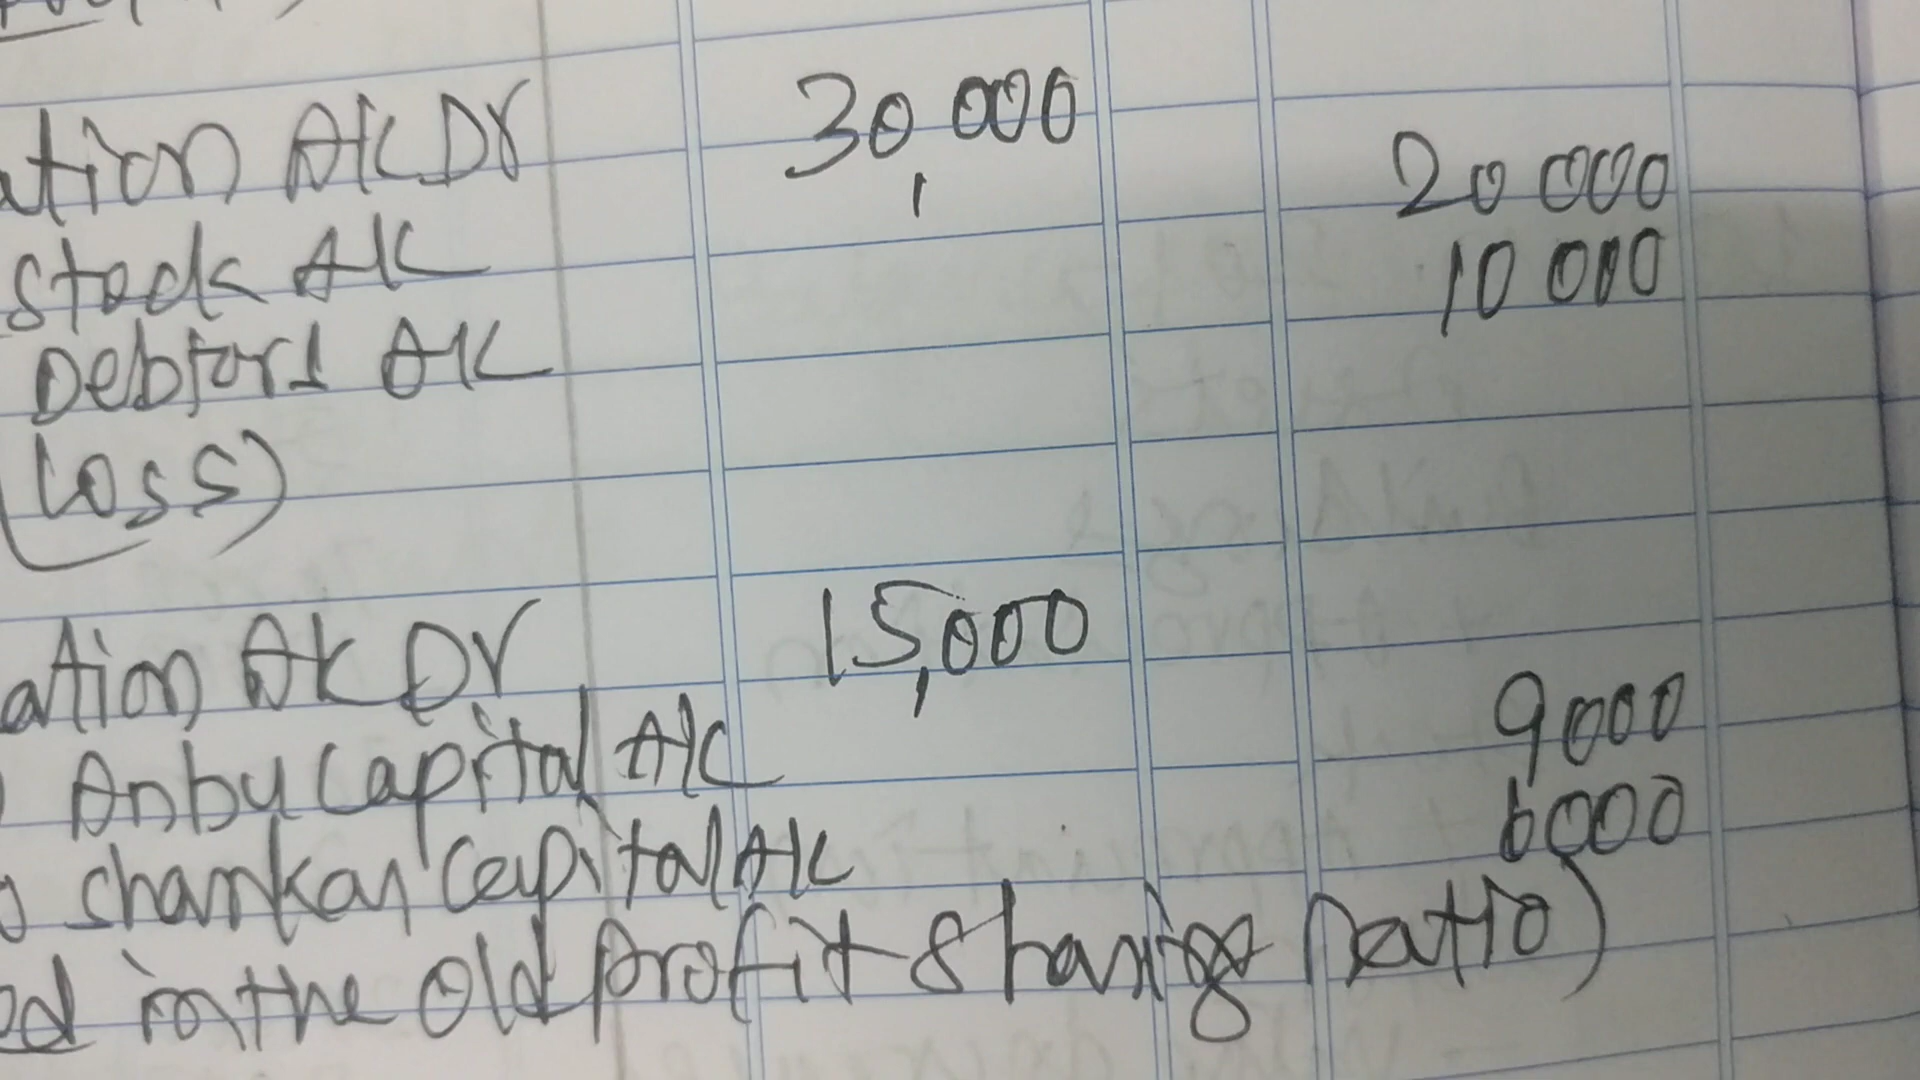 ation A/C Dr 30,000
Stock A/C 20 000
Debtors A/C 10 000
(Loss)
ation A/C Dr 15,000
Anbu Capital A/C 9000
o Shankar Capital A/C 6000
ed in the old profit sharing ratio)